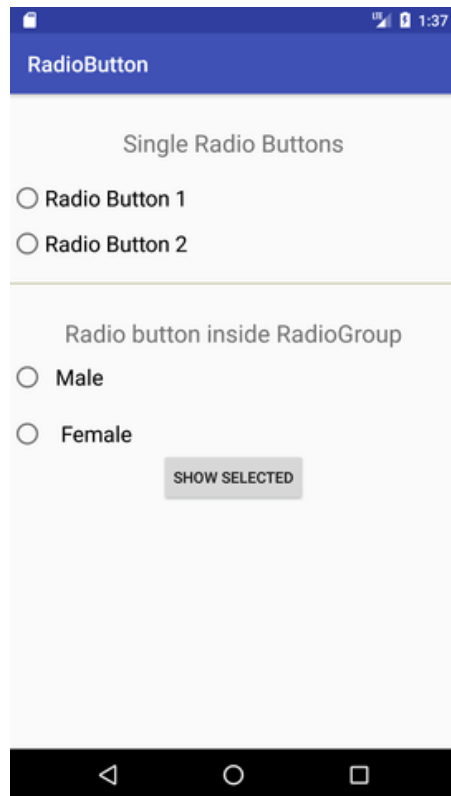 1:37
RadioButton
Single Radio Buttons
Radio Button 1
Radio Button 2
Radio button inside RadioGroup
Male
Female
SHOW SELECTED